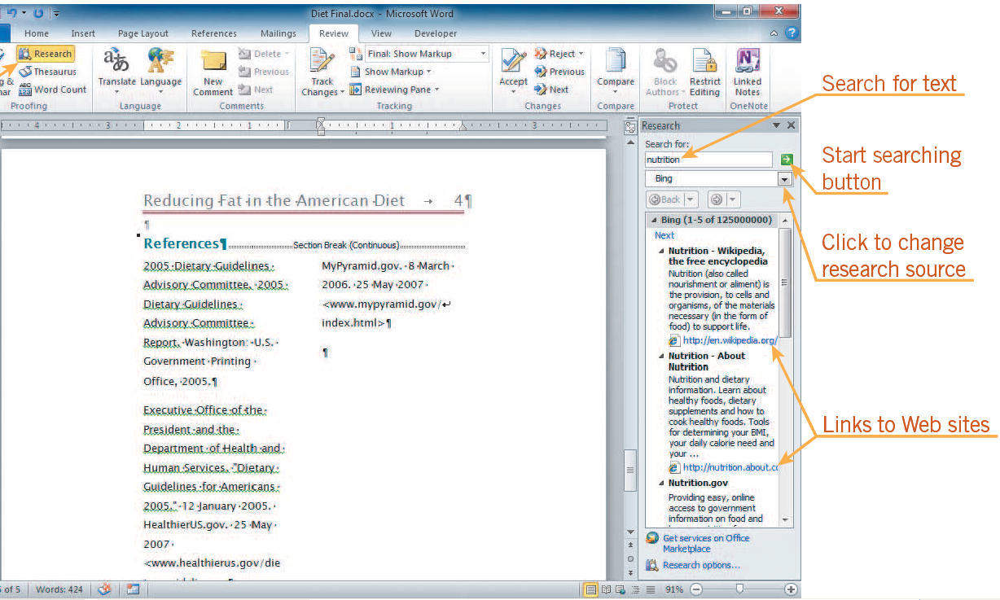 Diet Final.docx - Microsoft Word
Home Insert Page Layout References Mailings Review View Developer
Research
Thesaurus
Word Count
Proofing
Translate Language
Language
New Comment
Delete
Previous
Next
Comments
Track Changes
Final: Show Markup
Show Markup
Reviewing Pane
Tracking
Accept
Reject
Previous
Next
Changes
Compare
Compare
Block Authors
Restrict Editing
Protect
Linked Notes
OneNote
4 3 2 1 1 3
Reducing·Fat·in·the·American·Diet → 4¶
¶
References¶ Section Break (Continuous)
2005·Dietary·Guidelines·
Advisory·Committee.·2005·
Dietary·Guidelines·
Advisory·Committee·
Report.·Washington:·U.S.·
Government·Printing·
Office,·2005.¶
Executive·Office·of·the·
President·and·the·
Department·of·Health·and·
Human·Services.·"Dietary·
Guidelines·for·Americans·
2005."·12·January·2005.·
HealthierUS.gov.·25·May·
2007·
<www.healthierus.gov/die
MyPyramid.gov.·8·March·
2006.·25·May·2007·
<www.mypyramid.gov/↵
index.html>¶
¶
Research
Search for:
nutrition
Bing
Back
Bing (1-5 of 125000000)
Next
Nutrition - Wikipedia,
the free encyclopedia
Nutrition (also called
nourishment or aliment) is
the provision, to cells and
organisms, of the materials
necessary (in the form of
food) to support life.
http://en.wikipedia.org/
Nutrition - About
Nutrition
Nutrition and dietary
information. Learn about
healthy foods, dietary
supplements and how to
cook healthy foods. Tools
for determining your BMI,
your daily calorie need and
your ...
http://nutrition.about.co
Nutrition.gov
Providing easy, online
access to government
information on food and
Get services on Office
Marketplace
Research options...
Search for text
Start searching
button
Click to change
research source
Links to Web sites
of 5 Words: 424 91%